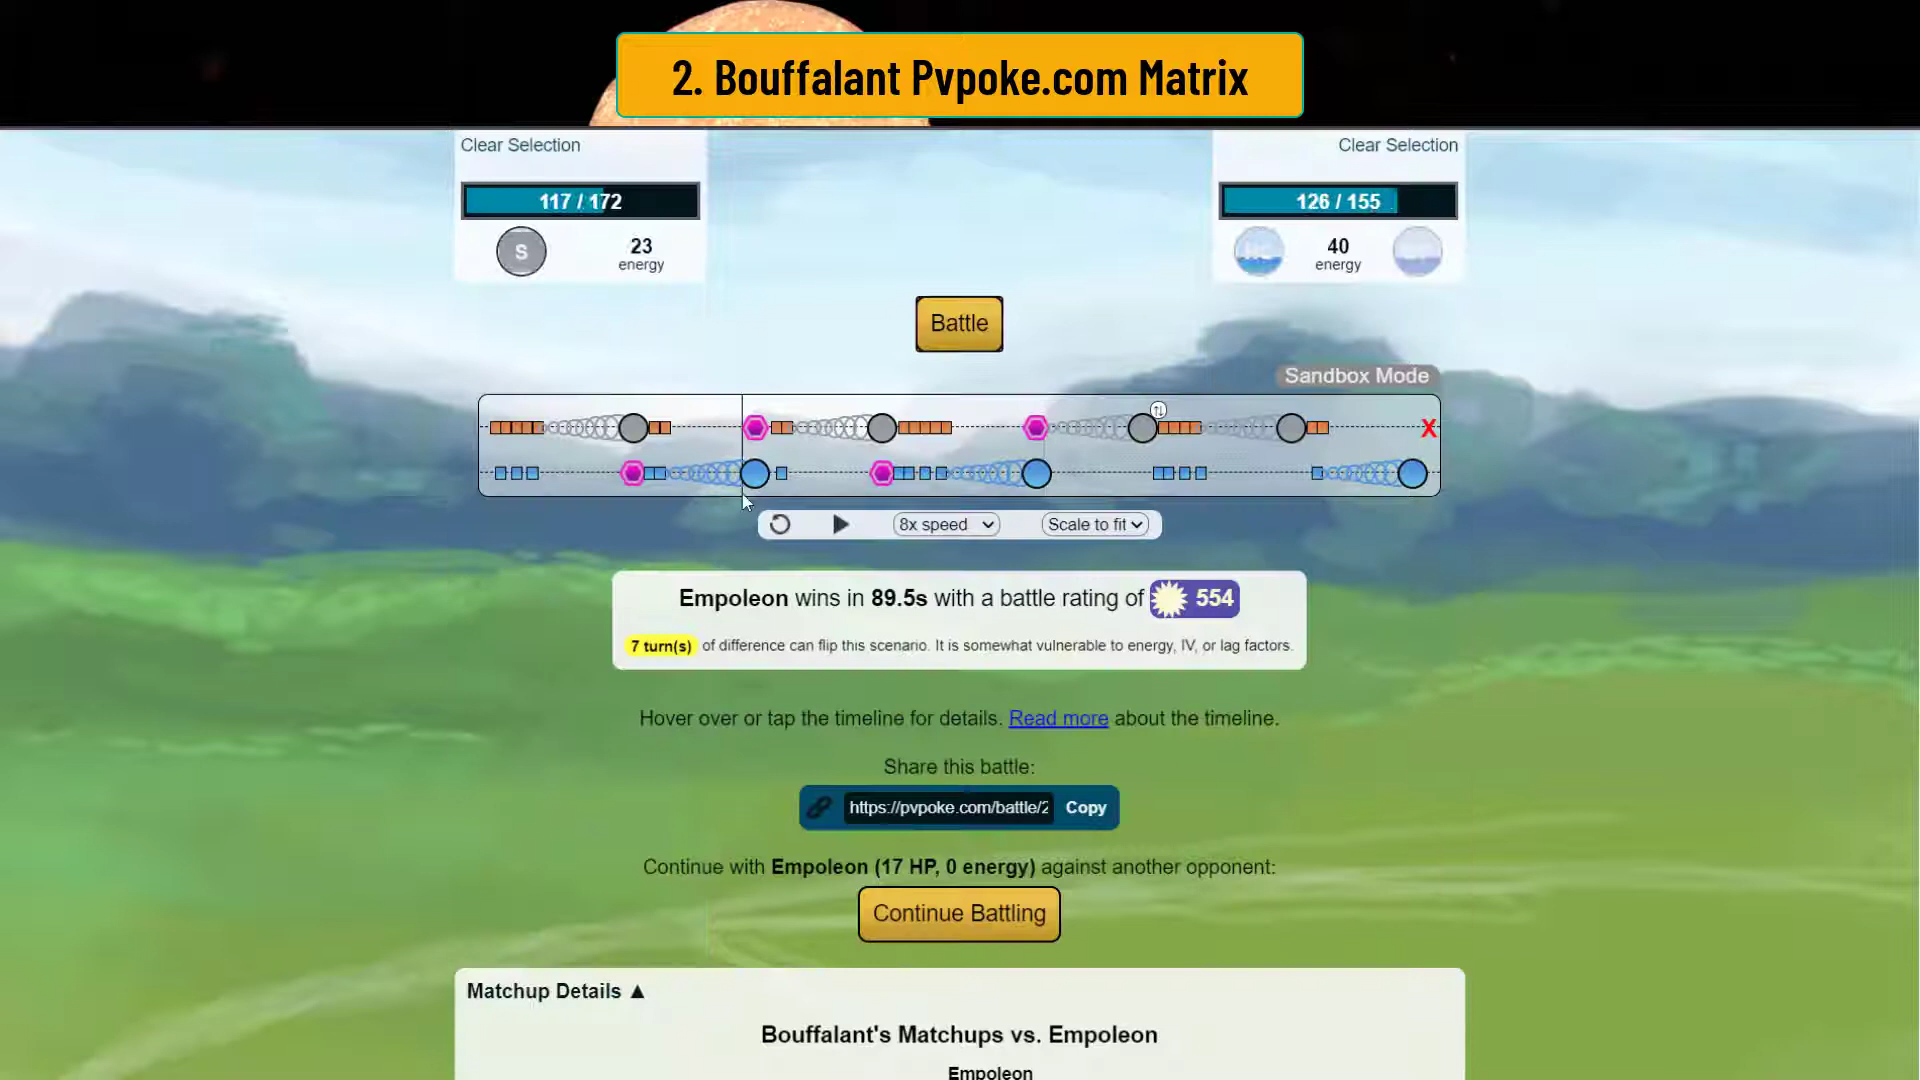 2. Bouffalant Pvpoke.com Matrix
Clear Selection
Clear Selection
117 / 172
126 / 155
S
23
energy
40
energy
Battle
Sandbox Mode
X
8x speed
Scale to fit
Empoleon wins in 89.5s with a battle rating of 554
7 turn(s) of difference can flip this scenario. It is somewhat vulnerable to energy, IV, or lag factors.
Hover over or tap the timeline for details. Read more about the timeline.
Share this battle:
https://pvpoke.com/battle/2
Copy
Continue with Empoleon (17 HP, 0 energy) against another opponent:
Continue Battling
Matchup Details ▲
Bouffalant's Matchups vs. Empoleon
Empoleon